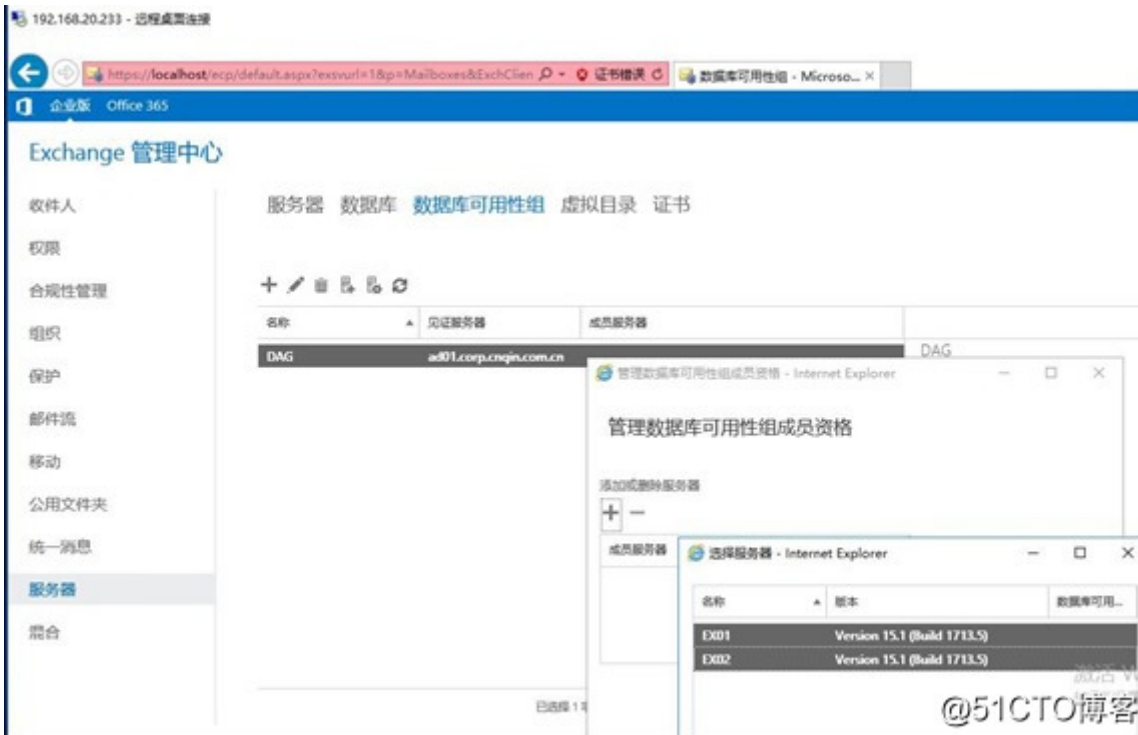 192.168.20.233 - 远程桌面连接
https://localhost/ecp/default.aspx?exsvurl=1&p=Mailboxes&ExchClien 证书错误 数据库可用性组 - Microso...
企业版 Office 365
Exchange 管理中心
收件人
权限
合规性管理
组织
保护
邮件流
移动
公用文件夹
统一消息
服务器
混合
服务器 数据库 数据库可用性组 虚拟目录 证书
名称 见证服务器 成员服务器
DAG ad01.corp.cnqin.com.cn
DAG
管理数据库可用性组成员资格 - Internet Explorer
管理数据库可用性组成员资格
添加或删除服务器
成员服务器
选择服务器 - Internet Explorer
名称 版本 数据库可用...
EX01 Version 15.1 (Build 1713.5)
EX02 Version 15.1 (Build 1713.5)
已选择 1
激活 W
@51CTO博客